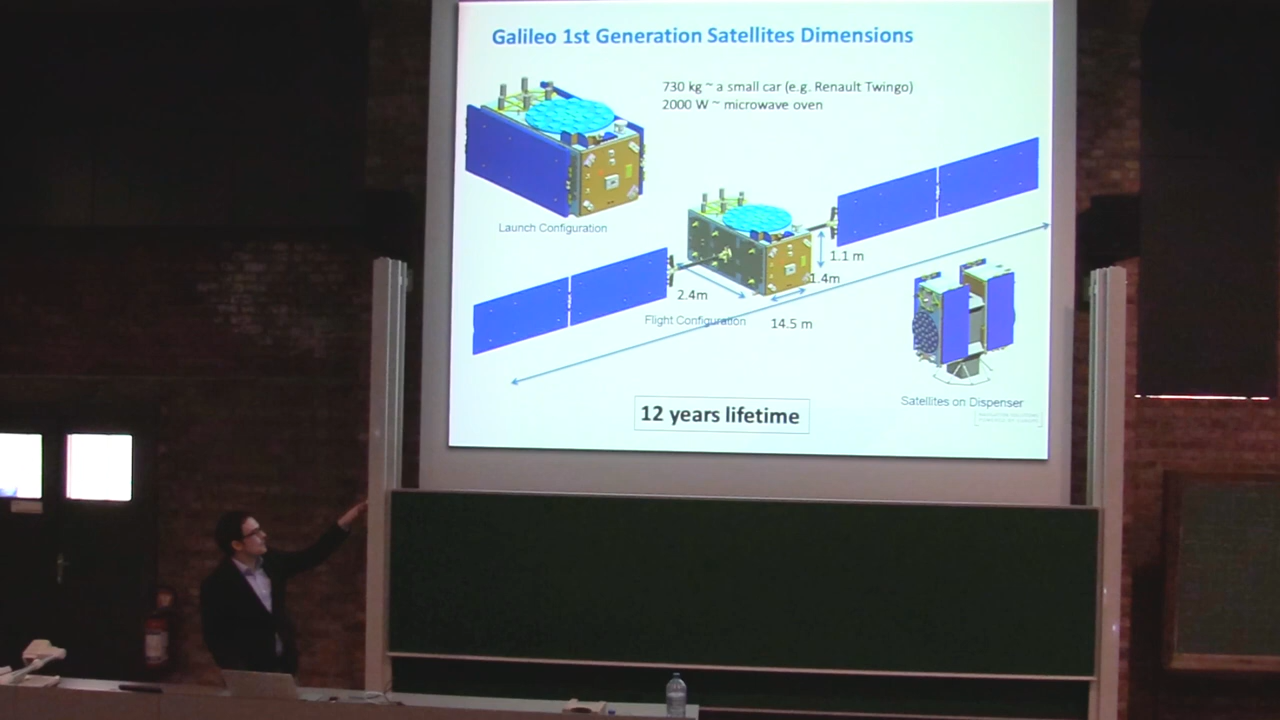 Galileo 1st Generation Satellites Dimensions
730 kg ~ a small car (e.g. Renault Twingo)
2000 W ~ microwave oven
Launch Configuration
1.1 m
1.4m
2.4m
Flight Configuration
14.5 m
Satellites on Dispenser
12 years lifetime